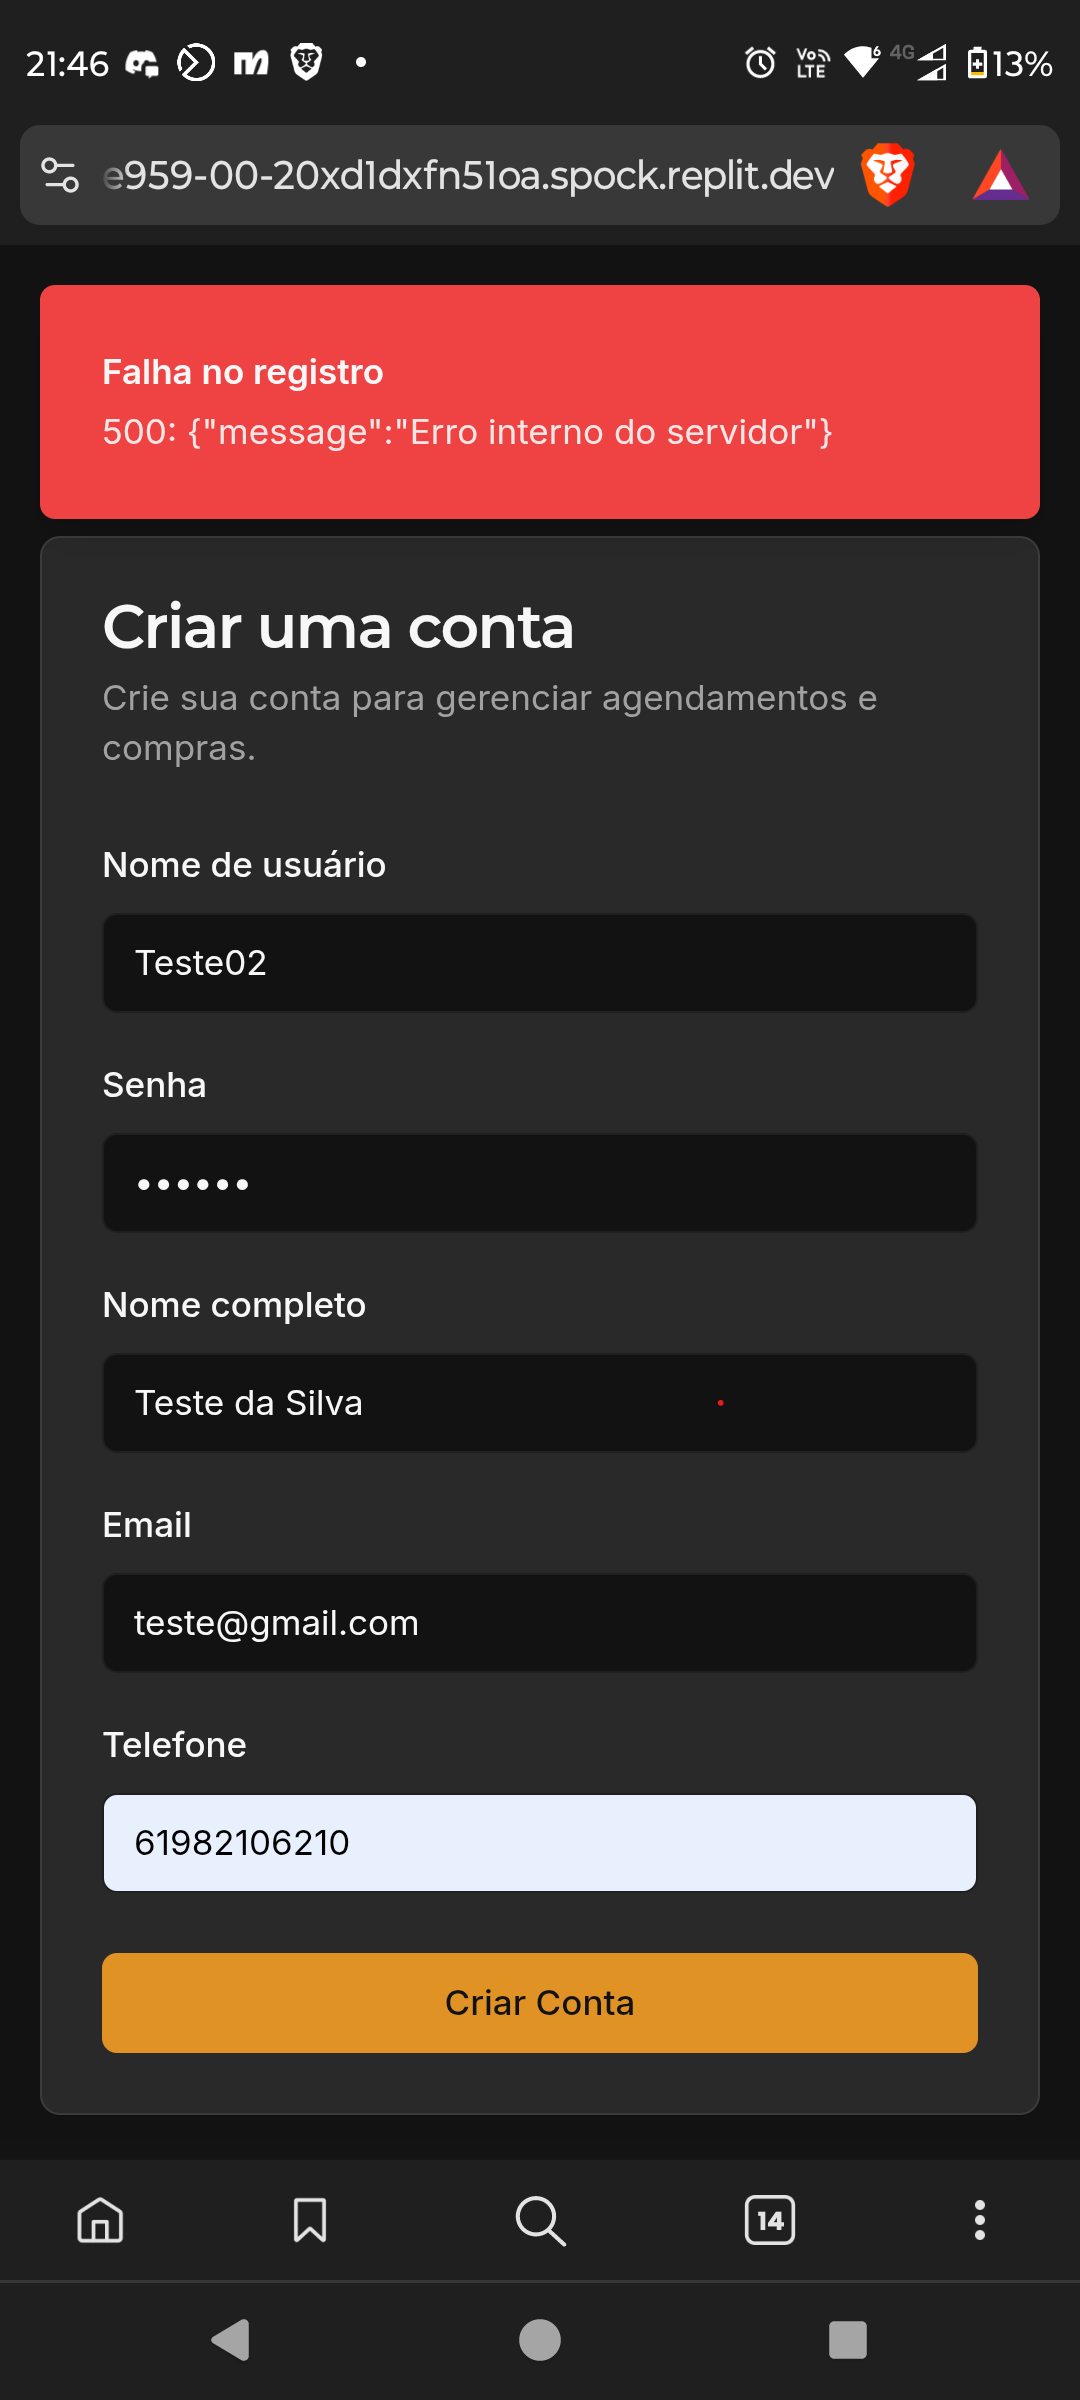 21:46
Vo LTE
6
4G
13%
e959-00-20xd1dxfn51oa.spock.replit.dev
Falha no registro
500: {"message":"Erro interno do servidor"}
Criar uma conta
Crie sua conta para gerenciar agendamentos e
compras.
Nome de usuário
Teste02
Senha
••••••
Nome completo
Teste da Silva
Email
teste@gmail.com
Telefone
61982106210
Criar Conta
14